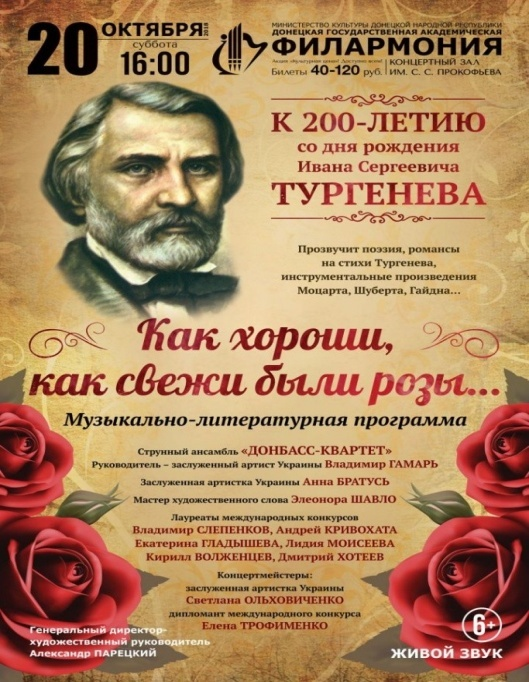 20 ОКТЯБРЯ 2018
суббота
16:00
МИНИСТЕРСТВО КУЛЬТУРЫ ДОНЕЦКОЙ НАРОДНОЙ РЕСПУБЛИКИ
ДОНЕЦКАЯ ГОСУДАРСТВЕННАЯ АКАДЕМИЧЕСКАЯ
ФИЛАРМОНИЯ
Билеты 40-120 руб.
КОНЦЕРТНЫЙ ЗАЛ
ИМ. С. С. ПРОКОФЬЕВА
К 200-ЛЕТИЮ
со дня рождения
Ивана Сергеевича
ТУРГЕНЕВА
Прозвучит поэзия, романсы
на стихи Тургенева,
инструментальные произведения
Моцарта, Шуберта, Гайдна...
Как хороши,
как свежи были розы...
Музыкально-литературная программа
Струнный ансамбль «ДОНБАСС-КВАРТЕТ»
Руководитель – заслуженный артист Украины Владимир ГАМАРЬ
Заслуженная артистка Украины Анна БРАТУСЬ
Мастер художественного слова Элеонора ШАВЛО
Лауреаты международных конкурсов
Владимир СЛЕПЕНКОВ, Андрей КРИВОХАТА
Екатерина ГЛАДЫШЕВА, Лидия МОИСЕЕВА
Кирилл ВОЛЖЕНЦЕВ, Дмитрий ХОТЕЕВ
Концертмейстеры:
заслуженная артистка Украины
Светлана ОЛЬХОВИЧЕНКО
дипломант международного конкурса
Елена ТРОФИМЕНКО
Генеральный директор-
художественный руководитель
Александр ПАРЕЦКИЙ
6+
ЖИВОЙ ЗВУК